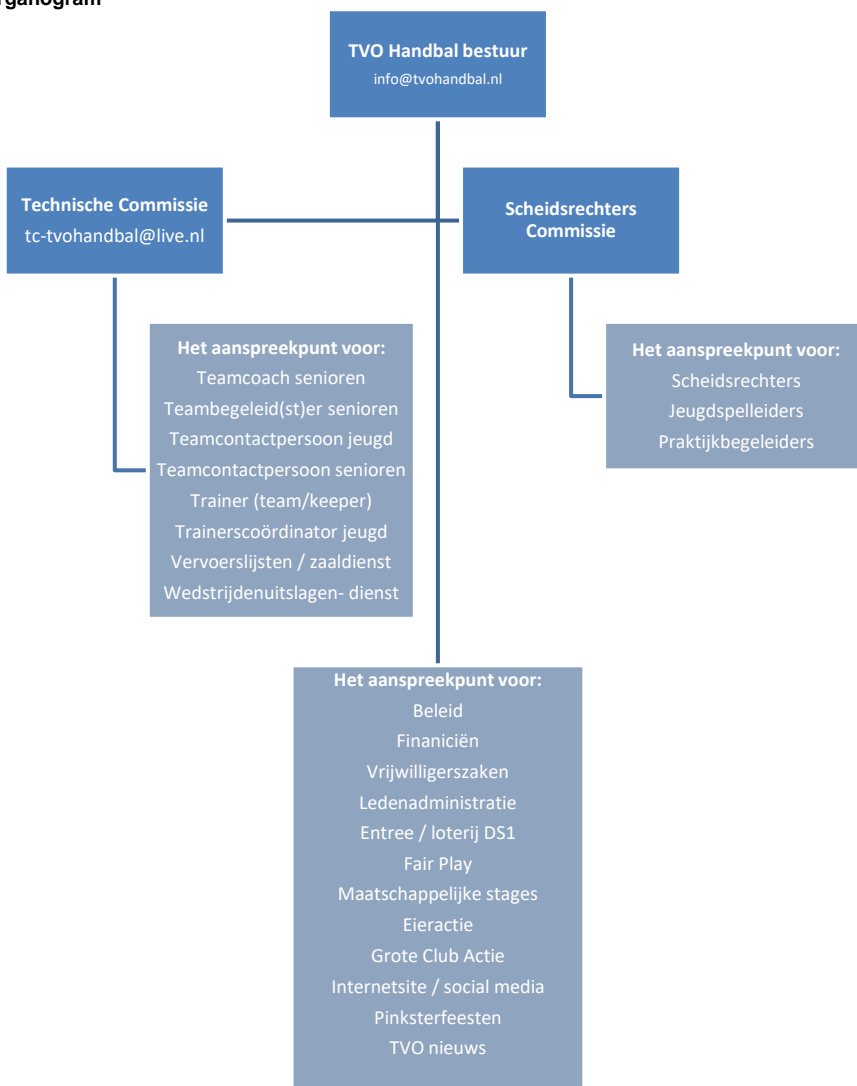 rganogram
TVO Handbal bestuur
info@tvohandbal.nl
Technische Commissie
tc-tvohandbal@live.nl
Scheidsrechters
Commissie
Het aanspreekpunt voor:
Teamcoach senioren
Teambegeleid(st)er senioren
Teamcontactpersoon jeugd
Teamcontactpersoon senioren
Trainer (team/keeper)
Trainerscoördinator jeugd
Vervoerslijsten / zaaldienst
Wedstrijdenuitslagen- dienst
Het aanspreekpunt voor:
Scheidsrechters
Jeugdspelleiders
Praktijkbegeleiders
Het aanspreekpunt voor:
Beleid
Finaniciën
Vrijwilligerszaken
Ledenadministratie
Entree / loterij DS1
Fair Play
Maatschappelijke stages
Eieractie
Grote Club Actie
Internetsite / social media
Pinksterfeesten
TVO nieuws